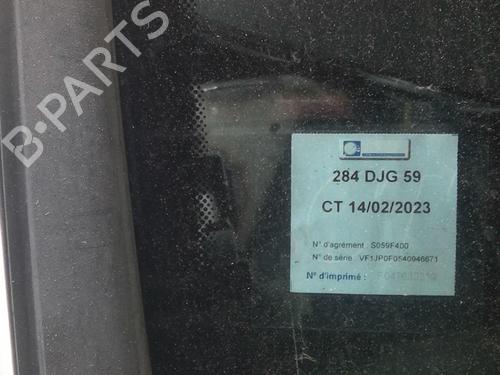 B-PARTS
284 DJG 59
CT 14/02/2023
N° d'agrément : S059F400
N° de série : VF1JP0F0540946671
N° d'imprimé :